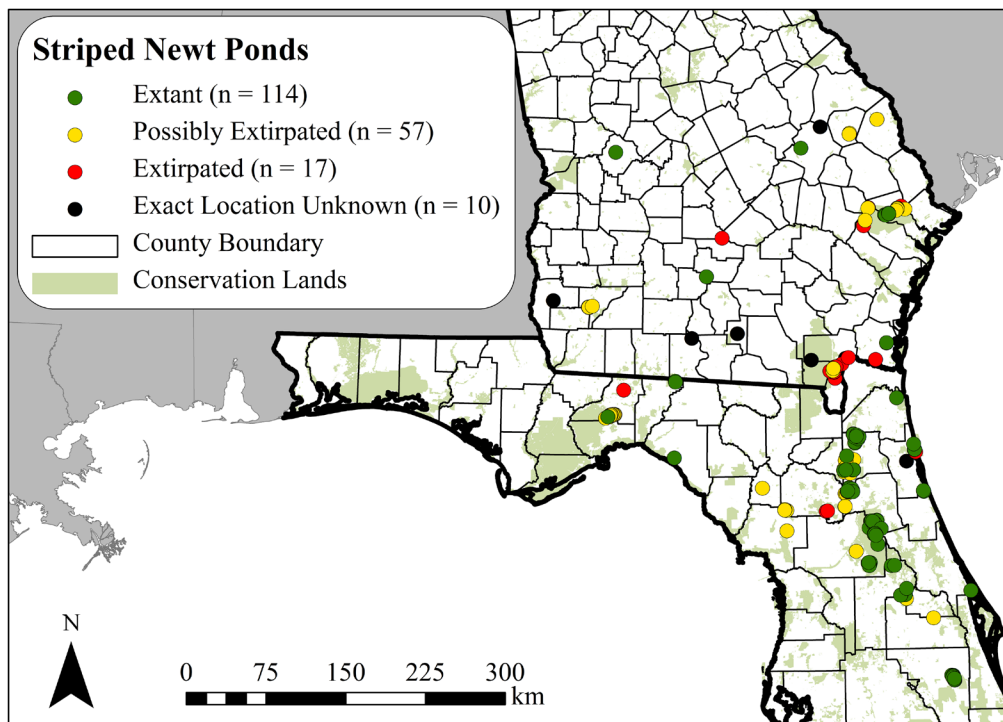 Striped Newt Ponds
Extant (n = 114)
Possibly Extirpated (n = 57)
Extirpated (n = 17)
Exact Location Unknown (n = 10)
County Boundary
Conservation Lands
N
0 75 150 225 300
km